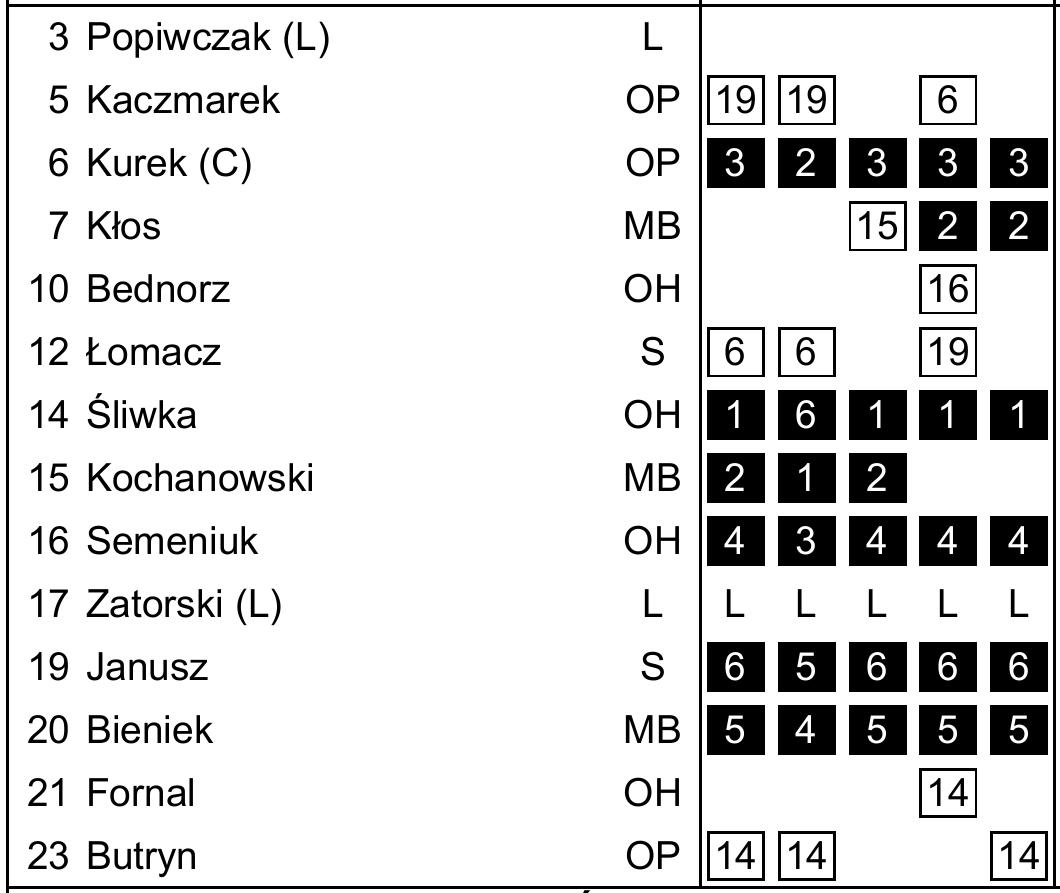 3 Popiwczak (L) L
5 Kaczmarek OP 19 19 6
6 Kurek (C) OP 3 2 3 3 3
7 Kłos MB 15 2 2
10 Bednorz OH 16
12 Łomacz S 6 6 19
14 Śliwka OH 1 6 1 1 1
15 Kochanowski MB 2 1 2
16 Semeniuk OH 4 3 4 4 4
17 Zatorski (L) L L L L L L
19 Janusz S 6 5 6 6 6
20 Bieniek MB 5 4 5 5 5
21 Fornal OH 14
23 Butryn OP 14 14 14